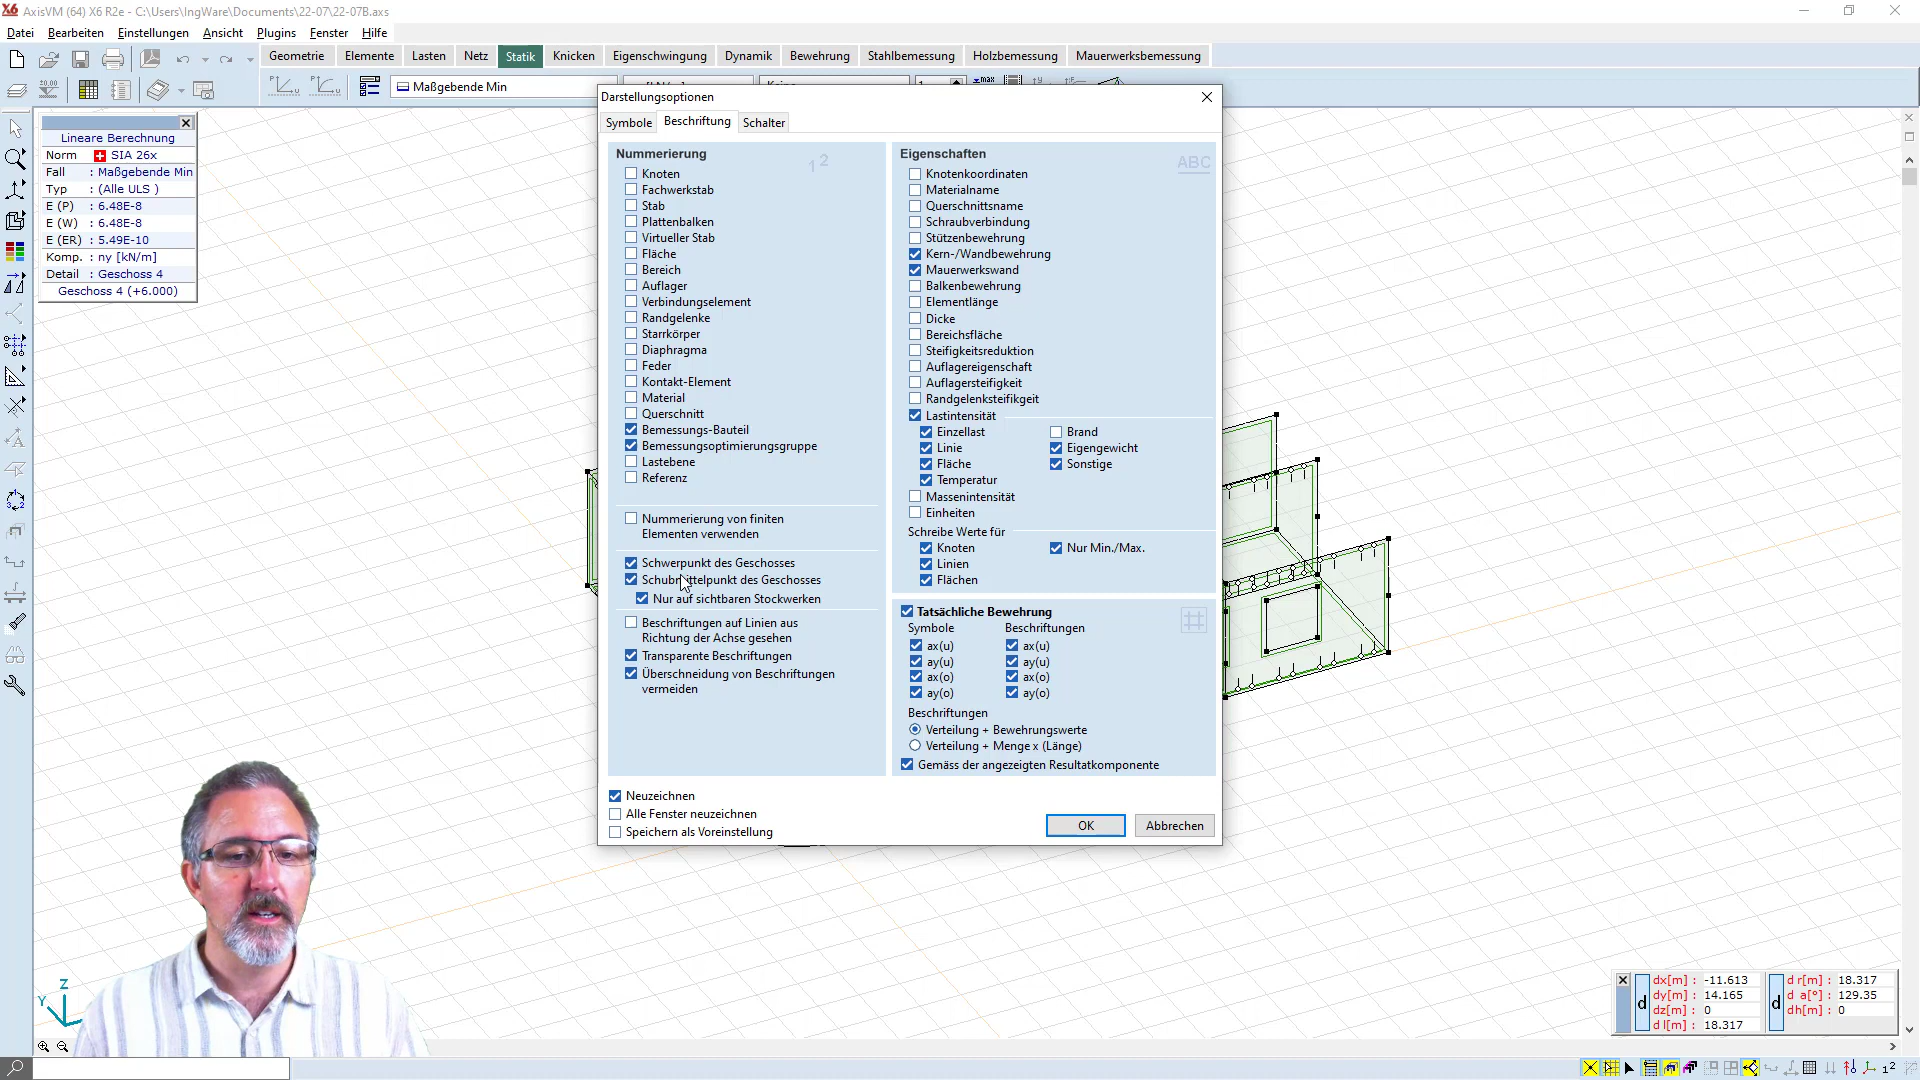 AxisVM (64) X6 R2e - C:\Users\IngWare\Documents\22-07\22-07B.axs
Datei Bearbeiten Einstellungen Ansicht Plugins Fenster Hilfe
Geometrie Elemente Lasten Netz Statik Knicken Eigenschwingung Dynamik Bewehrung Stahlbemessung Holzbemessung Mauerwerksbemessung
Maßgebende Min
Lineare Berechnung
Norm SIA 26x
Fall : Maßgebende Min
Typ : (Alle ULS )
E (P) : 6.48E-8
E (W) : 6.48E-8
E (ER) : 5.49E-10
Komp. : ny [kN/m]
Detail : Geschoss 4
Geschoss 4 (+6.000)
Darstellungsoptionen
Symbole Beschriftung Schalter
Nummerierung
Knoten
Fachwerkstab
Stab
Plattenbalken
Virtueller Stab
Fläche
Bereich
Auflager
Verbindungselement
Randgelenke
Starrkörper
Diaphragma
Feder
Kontakt-Element
Material
Querschnitt
Bemessungs-Bauteil
Bemessungsoptimierungsgruppe
Lastebene
Referenz
Nummerierung von finiten
Elementen verwenden
Schwerpunkt des Geschosses
Schubmittelpunkt des Geschosses
Nur auf sichtbaren Stockwerken
Beschriftungen auf Linien aus
Richtung der Achse gesehen
Transparente Beschriftungen
Überschneidung von Beschriftungen
vermeiden
Eigenschaften
ABC
Knotenkoordinaten
Materialname
Querschnittsname
Schraubverbindung
Stützenbewehrung
Kern-/Wandbewehrung
Mauerwerkswand
Balkenbewehrung
Elementlänge
Dicke
Bereichsfläche
Steifigkeitsreduktion
Auflagereigenschaft
Auflagersteifigkeit
Randgelenksteifikgeit
Lastintensität
Einzellast Brand
Linie Eigengewicht
Fläche Sonstige
Temperatur
Massenintensität
Einheiten
Schreibe Werte für
Knoten Nur Min./Max.
Linien
Flächen
Tatsächliche Bewehrung
Symbole Beschriftungen
ax(u) ax(u)
ay(u) ay(u)
ax(o) ax(o)
ay(o) ay(o)
Beschriftungen
Verteilung + Bewehrungswerte
Verteilung + Menge x (Länge)
Gemäss der angezeigten Resultatkomponente
Neuzeichnen
Alle Fenster neuzeichnen
Speichern als Voreinstellung
OK Abbrechen
Z
Y
d dx[m] : -11.613 d d r[m] : 18.317
dy[m] : 14.165 d a[°] : 129.35
dz[m] : 0 dh[m] : 0
d l[m] : 18.317